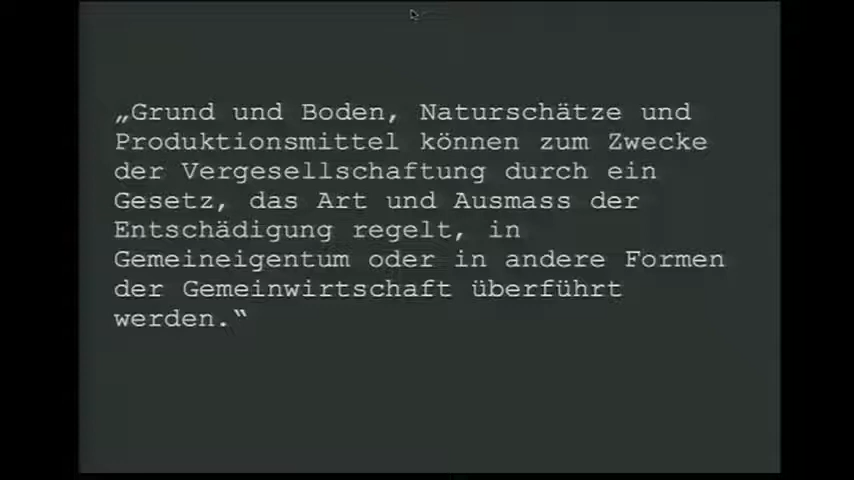 „Grund und Boden, Naturschätze und
Produktionsmittel können zum Zwecke
der Vergesellschaftung durch ein
Gesetz, das Art und Ausmass der
Entschädigung regelt, in
Gemeineigentum oder in andere Formen
der Gemeinwirtschaft überführt
werden.“